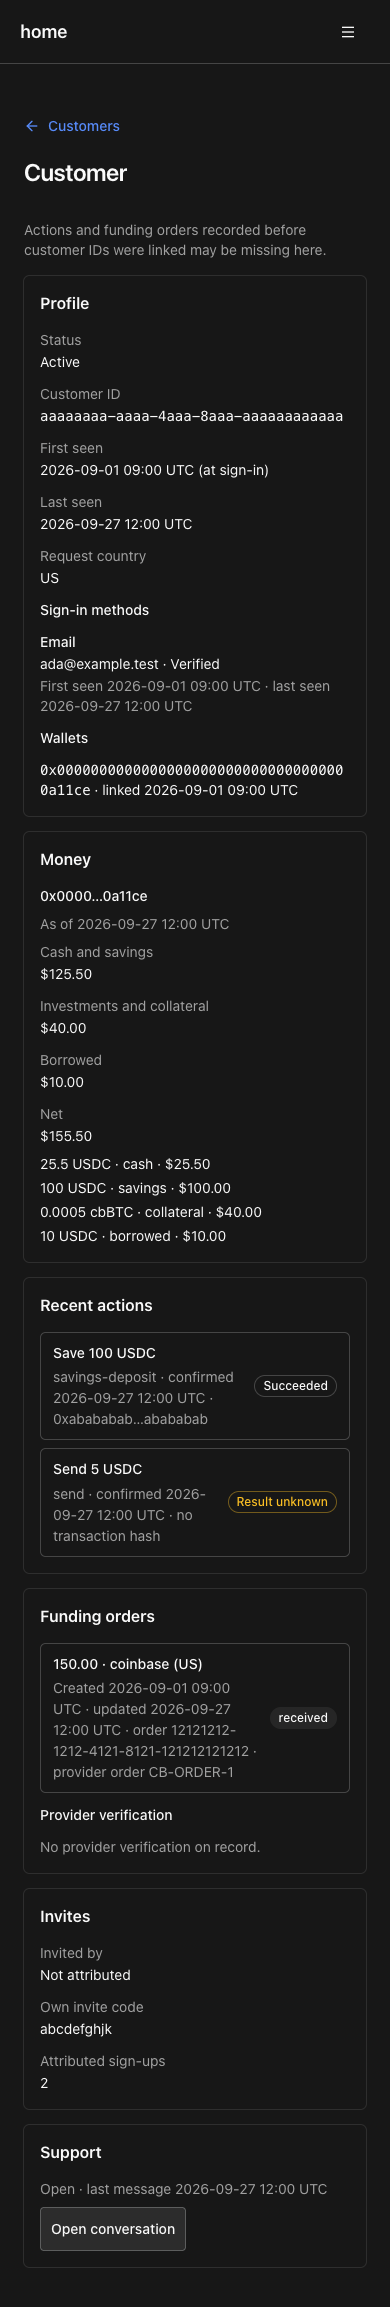 home
Customers
Customer
Actions and funding orders recorded before
customer IDs were linked may be missing here.
Profile
Status
Active
Customer ID
aaaaaaaa-aaaa-4aaa-8aaa-aaaaaaaaaaaa
First seen
2026-09-01 09:00 UTC (at sign-in)
Last seen
2026-09-27 12:00 UTC
Request country
US
Sign-in methods
Email
ada@example.test · Verified
First seen 2026-09-01 09:00 UTC · last seen
2026-09-27 12:00 UTC
Wallets
0x0000000000000000000000000000000000
0a11ce · linked 2026-09-01 09:00 UTC
Money
0x0000...0a11ce
As of 2026-09-27 12:00 UTC
Cash and savings
$125.50
Investments and collateral
$40.00
Borrowed
$10.00
Net
$155.50
25.5 USDC · cash · $25.50
100 USDC · savings · $100.00
0.0005 cbBTC · collateral · $40.00
10 USDC · borrowed · $10.00
Recent actions
Save 100 USDC
savings-deposit · confirmed
2026-09-27 12:00 UTC ·
0xabababab...abababab
Succeeded
Send 5 USDC
send · confirmed 2026-
09-27 12:00 UTC · no
transaction hash
Result unknown
Funding orders
150.00 · coinbase (US)
Created 2026-09-01 09:00
UTC · updated 2026-09-27
12:00 UTC · order 12121212-
1212-4121-8121-121212121212 ·
provider order CB-ORDER-1
received
Provider verification
No provider verification on record.
Invites
Invited by
Not attributed
Own invite code
abcdefghjk
Attributed sign-ups
2
Support
Open · last message 2026-09-27 12:00 UTC
Open conversation